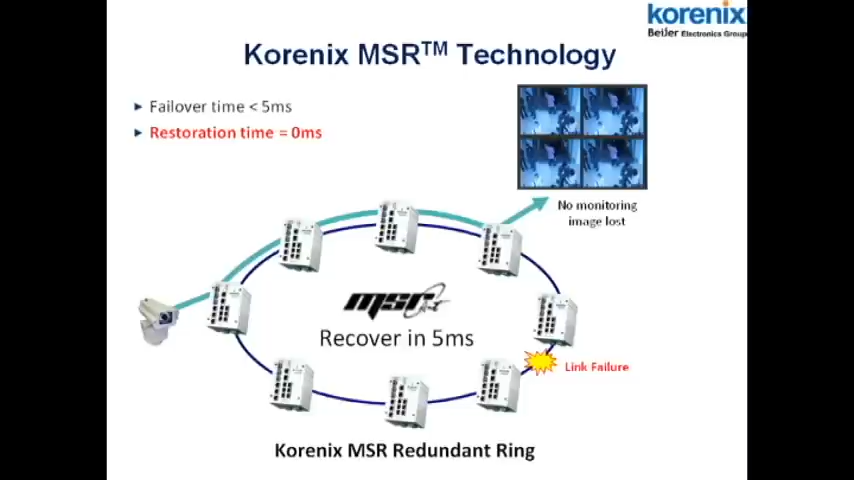 korenix
Beijer Electronics Group
Korenix MSR™ Technology
Failover time < 5ms
Restoration time = 0ms
No monitoring
image lost
MSR
Recover in 5ms
Link Failure
Korenix MSR Redundant Ring